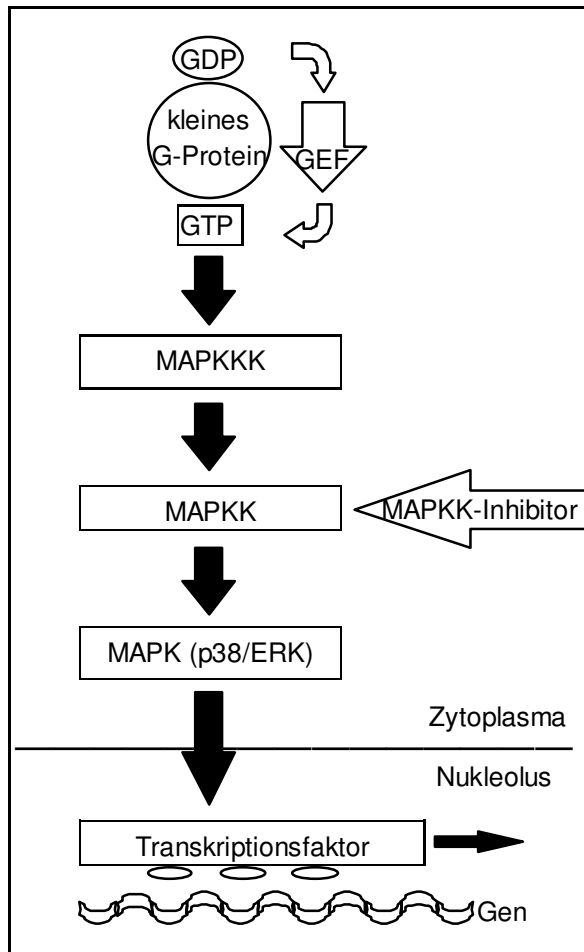 GDP
kleines
G-Protein
GEF
GTP
MAPKKK
MAPKK
MAPKK-Inhibitor
MAPK (p38/ERK)
Zytoplasma
Nukleolus
Transkriptionsfaktor
Gen